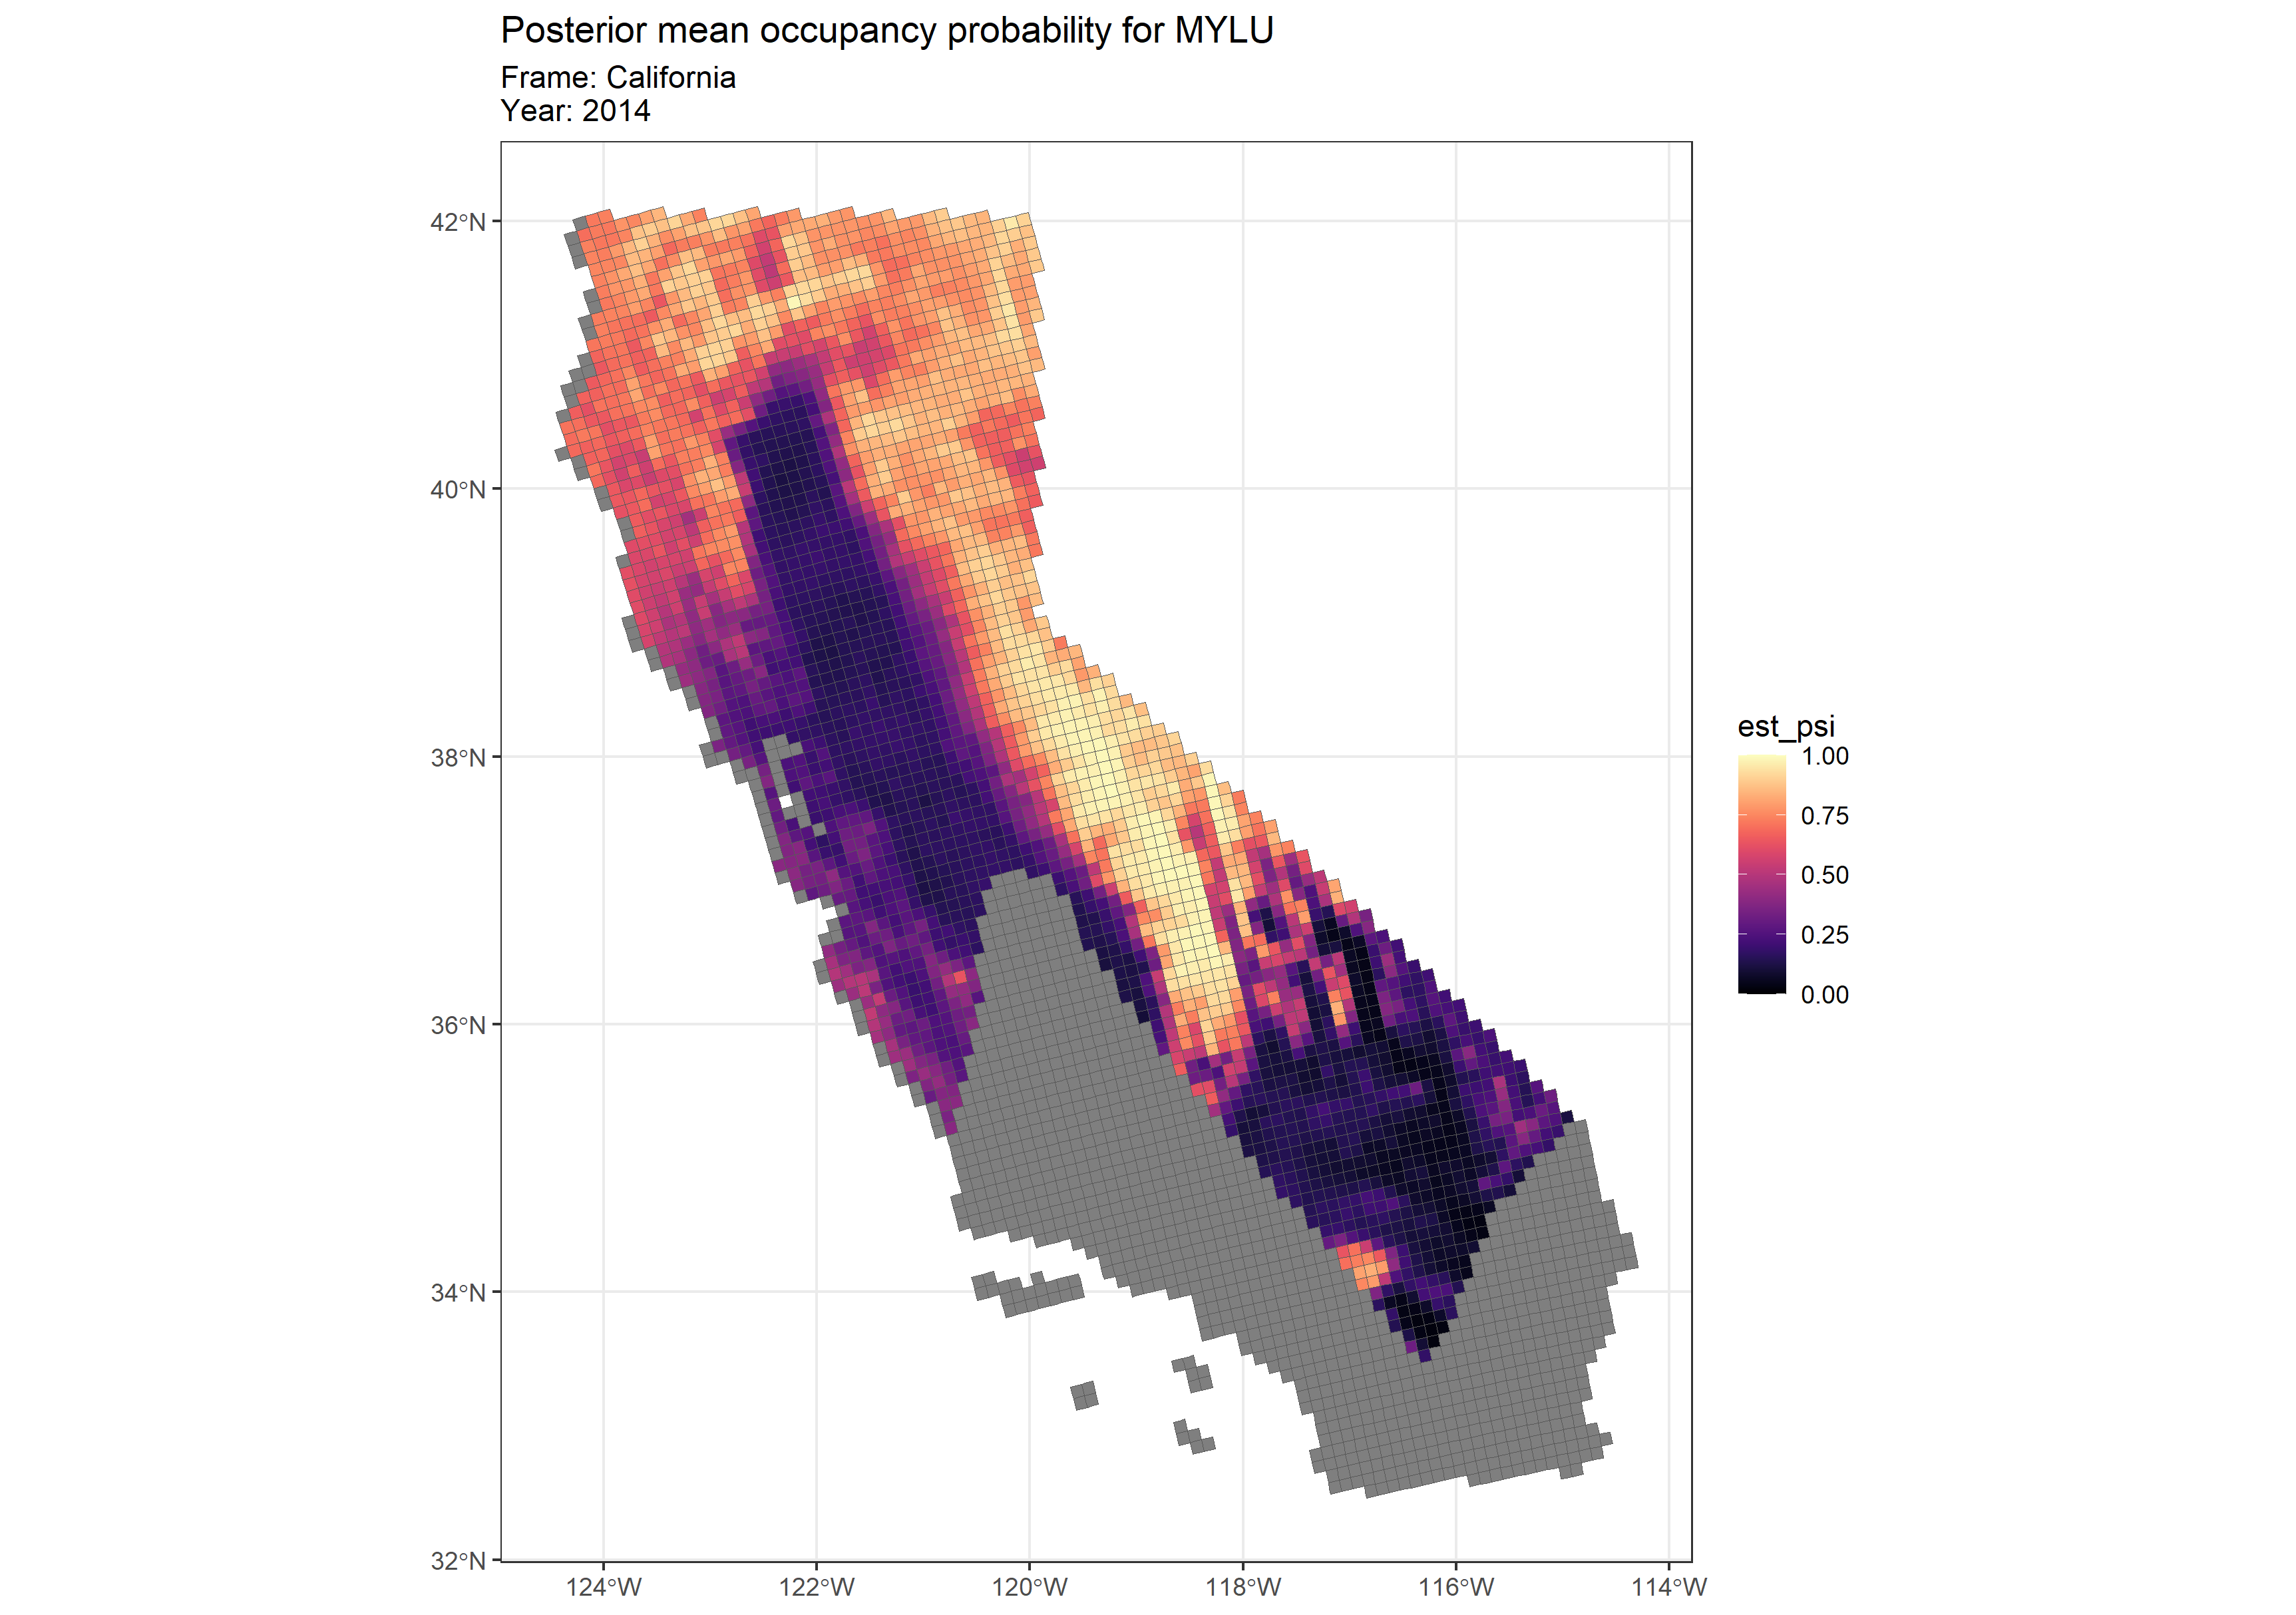 Posterior mean occupancy probability for MYLU
Frame: California
Year: 2014
42°N
40°N
38°N
36°N
34°N
32°N
124°W
122°W
120°W
118°W
116°W
114°W
est_psi
1.00
0.75
0.50
0.25
0.00